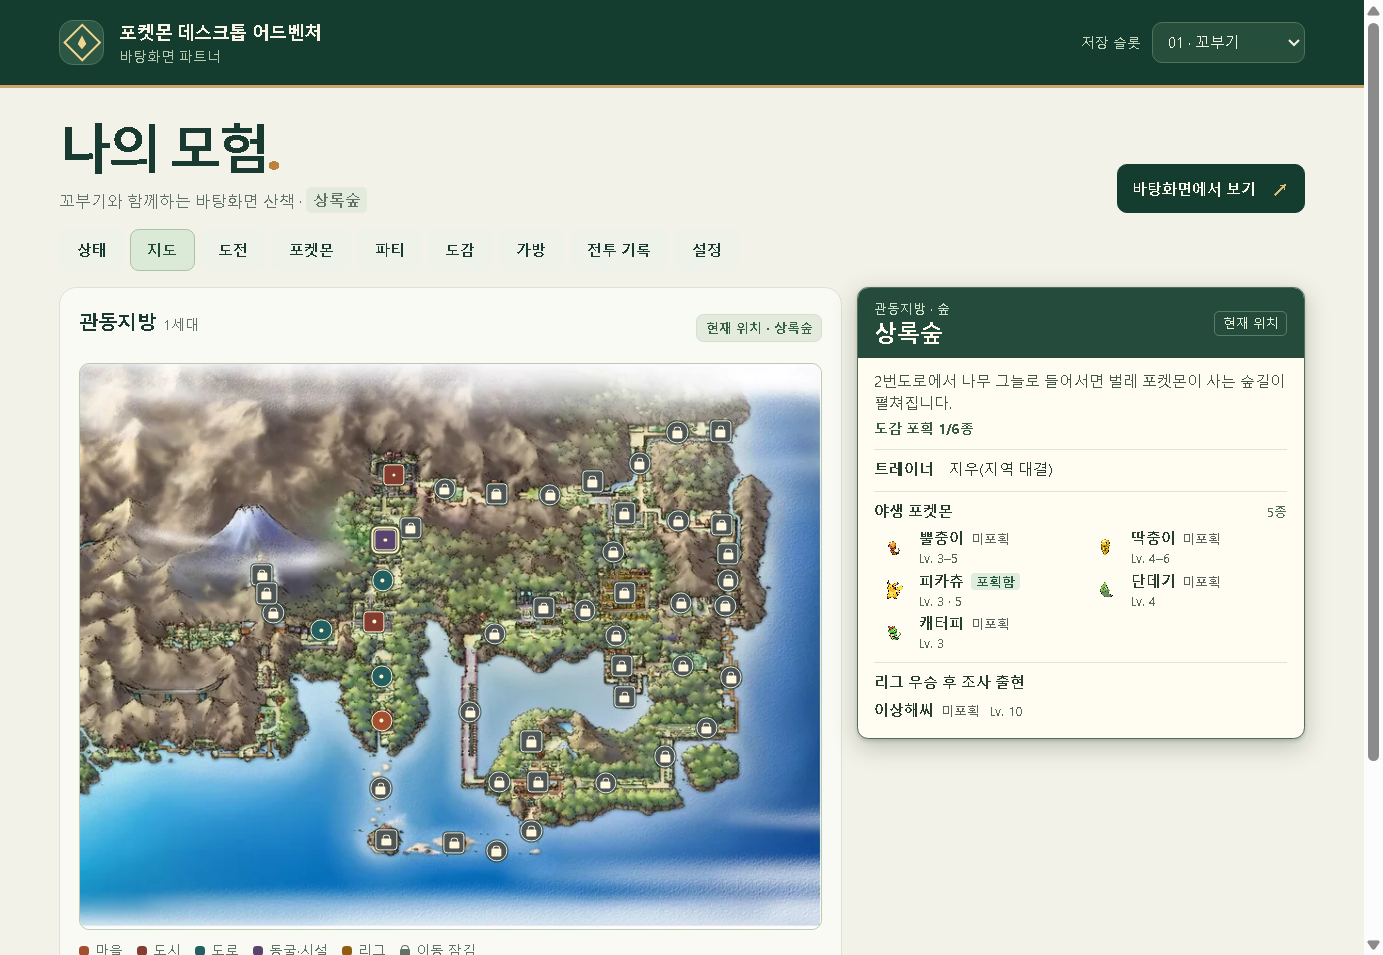 포켓몬 데스크톱 어드벤처
바탕화면 파트너
저장 슬롯
01 · 꼬부기
나의 모험.
꼬부기와 함께하는 바탕화면 산책 · 상록숲
바탕화면에서 보기
상태 지도 도전 포켓몬 파티 도감 가방 전투 기록 설정
관동지방 1세대
현재 위치 · 상록숲
관동지방 · 숲
상록숲
현재 위치
2번도로에서 나무 그늘로 들어서면 벌레 포켓몬이 사는 숲길이
펼쳐집니다.
도감 포획 1/6종
트레이너 지우(지역 대결)
야생 포켓몬 5종
뿔충이 미포획
Lv. 3–5
딱충이 미포획
Lv. 4–6
피카츄 포획함
Lv. 3 · 5
단데기 미포획
Lv. 4
캐터피 미포획
Lv. 3
리그 우승 후 조사 출현
이상해씨 미포획 Lv. 10
마을 도시 도로 동굴·시설 리그 이동 잠김